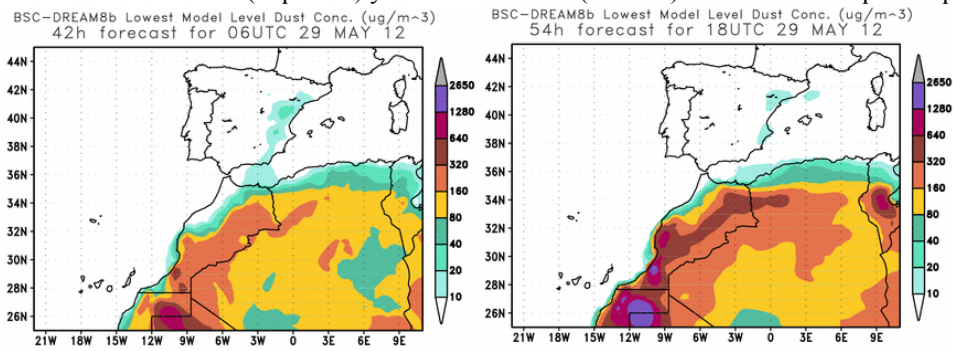 BSC-DREAM8b Lowest Model Level Dust Conc. (ug/m^3)
42h forecast for 06UTC 29 MAY 12
44N
42N
40N
38N
36N
34N
32N
30N
28N
26N
21W 18W 15W 12W 9W 6W 3W 0 3E 6E 9E
2650
1280
640
320
160
80
40
20
10
BSC-DREAM8b Lowest Model Level Dust Conc. (ug/m^3)
54h forecast for 18UTC 29 MAY 12
44N
42N
40N
38N
36N
34N
32N
30N
28N
26N
21W 18W 15W 12W 9W 6W 3W 0 3E 6E 9E
2650
1280
640
320
160
80
40
20
10